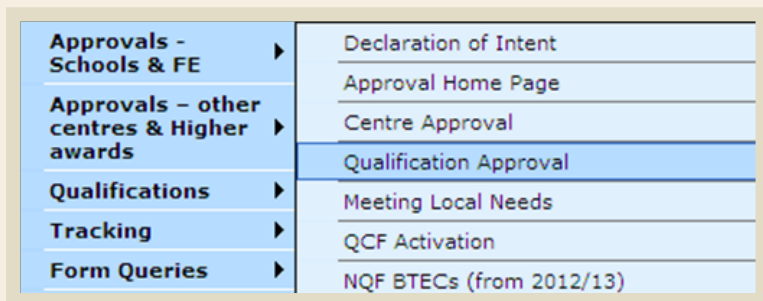 Approvals -
Schools & FE
Approvals – other
centres & Higher
awards
Qualifications
Tracking
Form Queries
Declaration of Intent
Approval Home Page
Centre Approval
Qualification Approval
Meeting Local Needs
QCF Activation
NQF BTECs (from 2012/13)